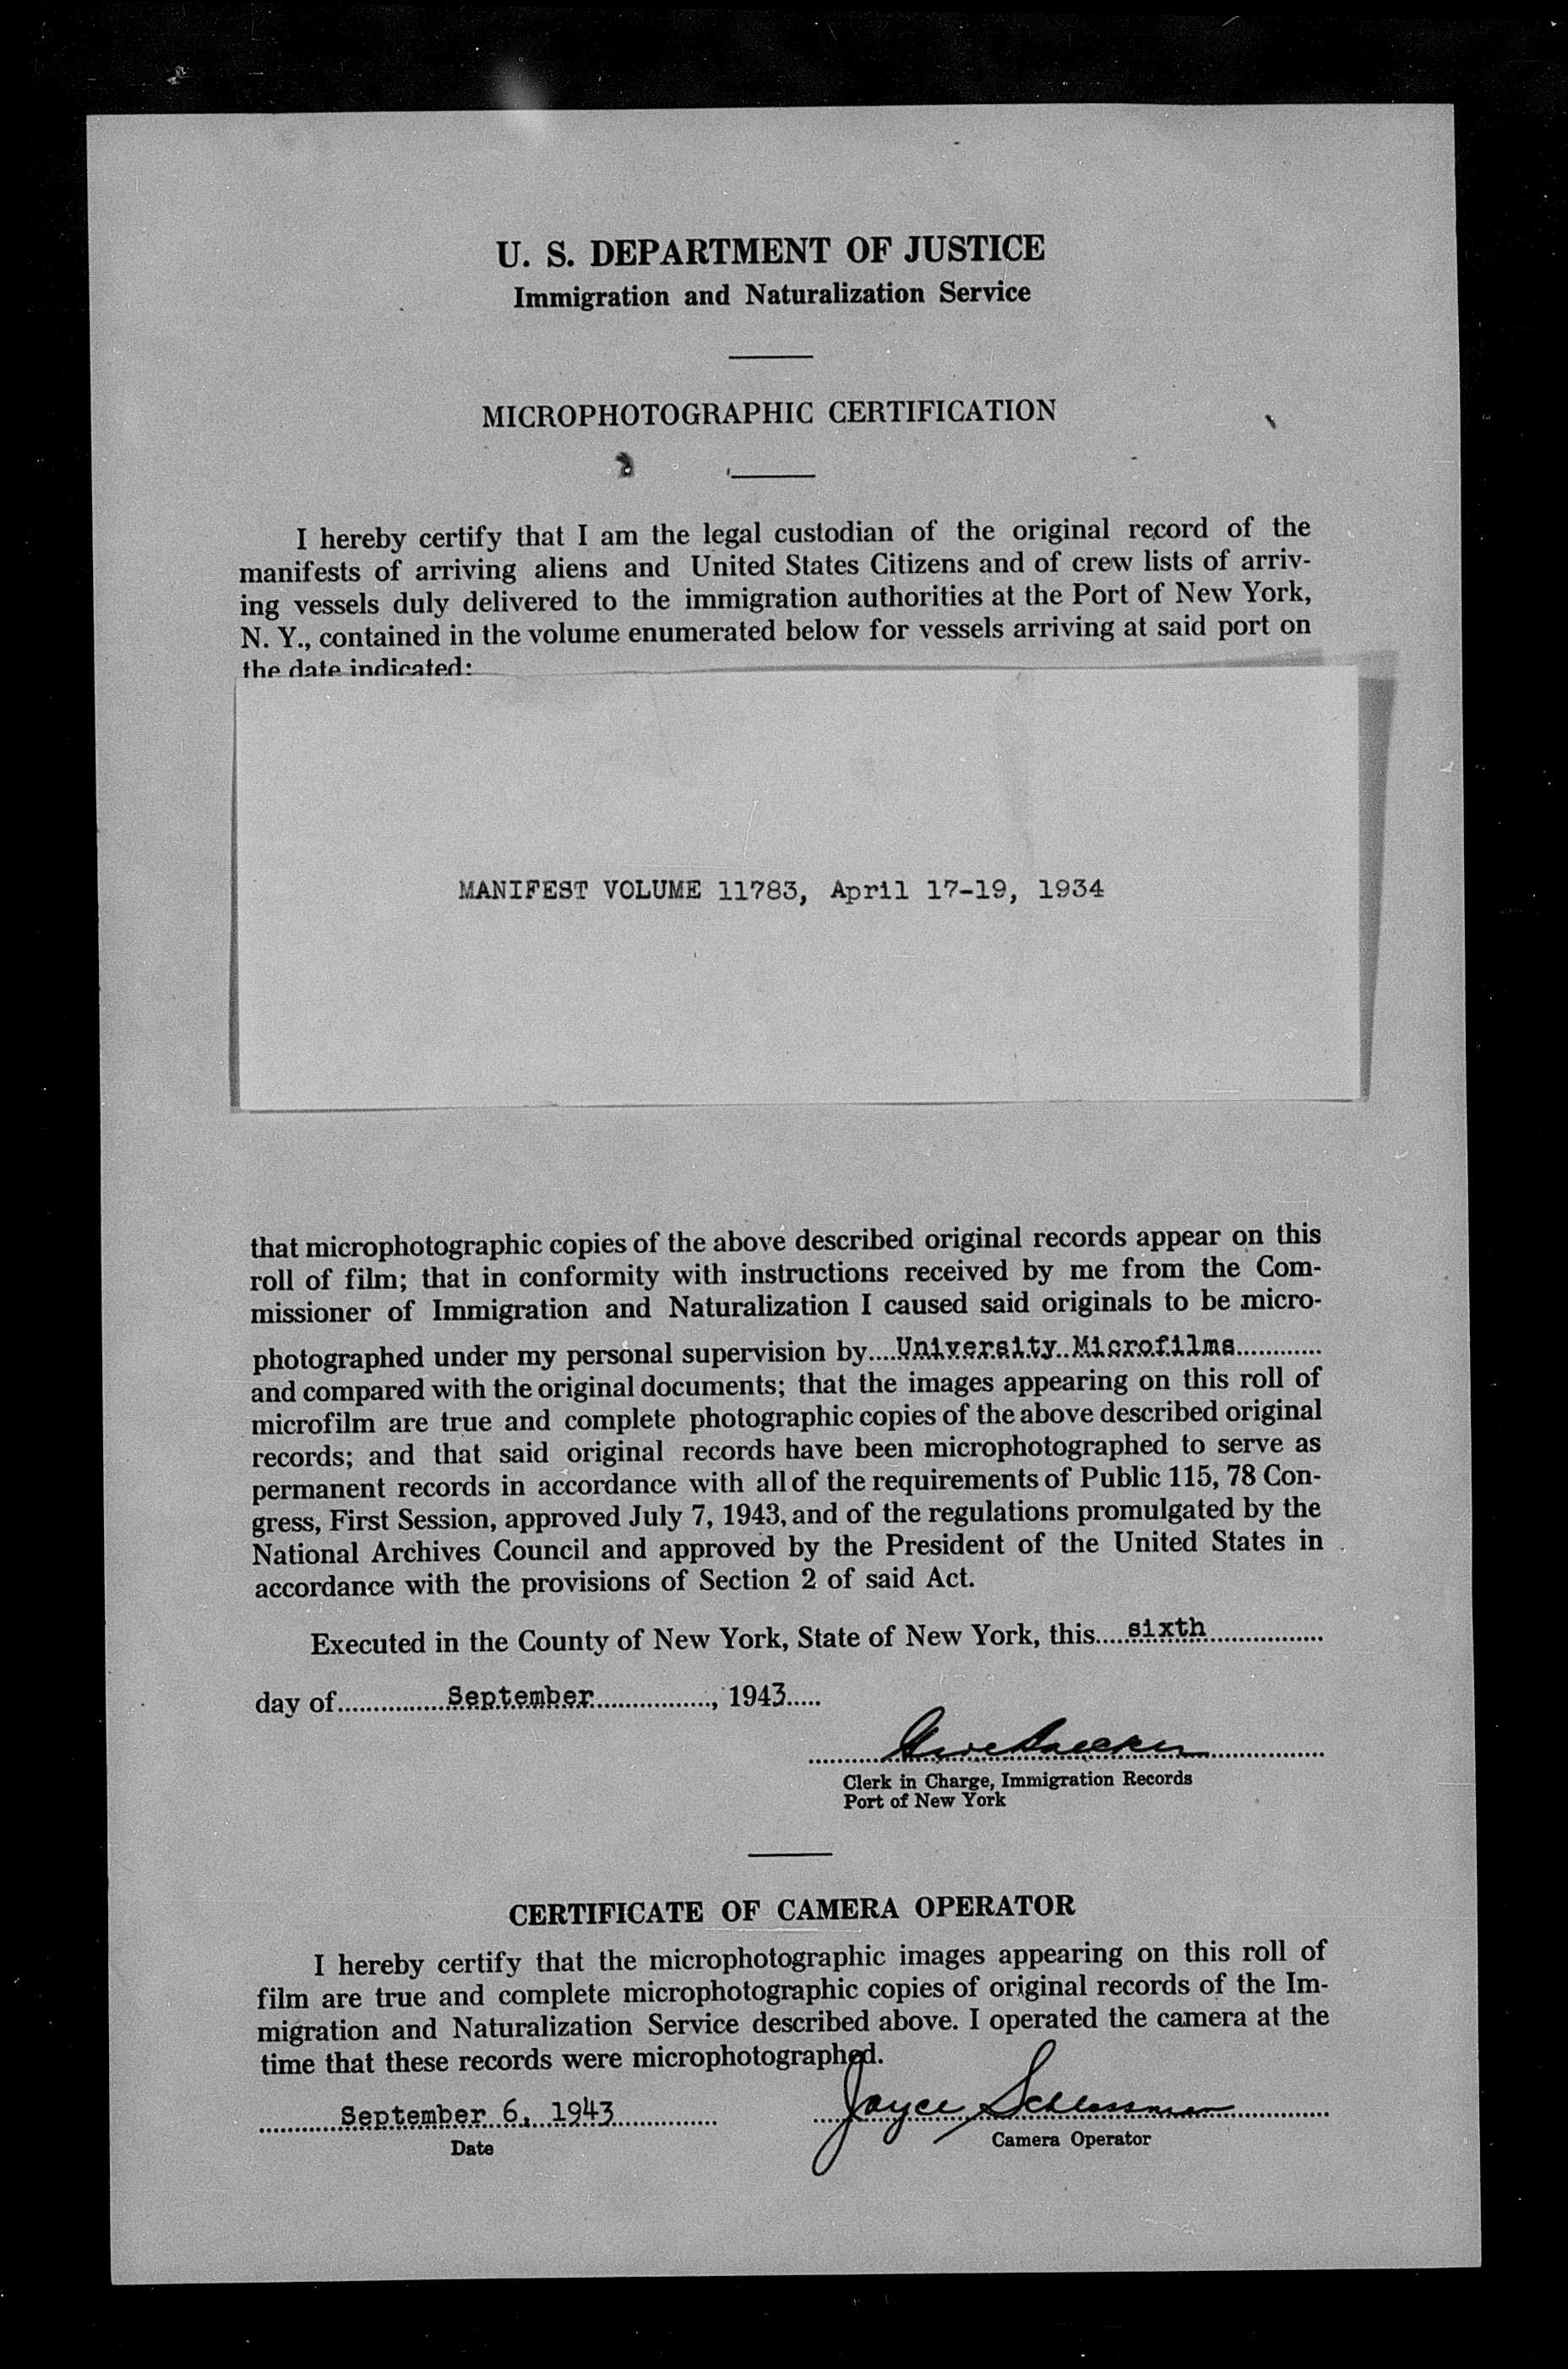 U. S. DEPARTMENT OF JUSTICE
Immigration and Naturalization Service
MICROPHOTOGRAPHIC CERTIFICATION
I hereby certify that I am the legal custodian of the original record of the
manifests of arriving aliens and United States Citizens and of crew lists of arriv-
ing vessels duly delivered to the immigration authorities at the Port of New York,
N. Y., contained in the volume enumerated below for vessels arriving at said port on
the date indicated:
MANIFEST VOLUME 11783, April 17-19, 1934
that microphotographic copies of the above described original records appear on this
roll of film; that in conformity with instructions received by me from the Com-
missioner of Immigration and Naturalization I caused said originals to be micro-
photographed under my personal supervision by....University Microfilms............
and compared with the original documents; that the images appearing on this roll of
microfilm are true and complete photographic copies of the above described original
records; and that said original records have been microphotographed to serve as
permanent records in accordance with all of the requirements of Public 115, 78 Con-
gress, First Session, approved July 7, 1943, and of the regulations promulgated by the
National Archives Council and approved by the President of the United States in
accordance with the provisions of Section 2 of said Act.
Executed in the County of New York, State of New York, this.....sixth..................
day of................September................., 1943.....
Clerk in Charge, Immigration Records
Port of New York
CERTIFICATE OF CAMERA OPERATOR
I hereby certify that the microphotographic images appearing on this roll of
film are true and complete microphotographic copies of original records of the Im-
migration and Naturalization Service described above. I operated the camera at the
time that these records were microphotographed.
September 6, 1943
Joyce
Date
Camera Operator